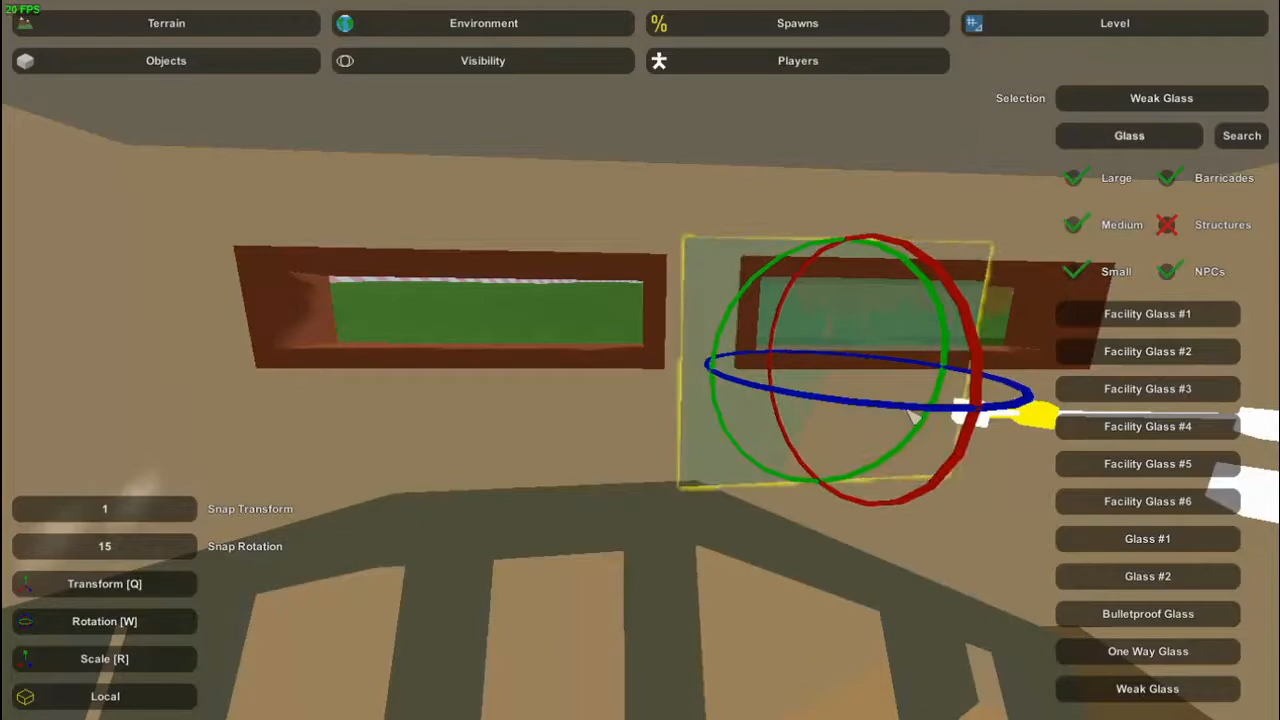 20 FPS
Terrain
Environment
Spawns
Level
Objects
Visibility
Players
Selection
Weak Glass
Glass
Search
Large
Barricades
Medium
Structures
Small
NPCs
Facility Glass #1
Facility Glass #2
Facility Glass #3
Facility Glass #4
Facility Glass #5
Facility Glass #6
Glass #1
Glass #2
Bulletproof Glass
One Way Glass
Weak Glass
1
Snap Transform
15
Snap Rotation
Transform [Q]
Rotation [W]
Scale [R]
Local